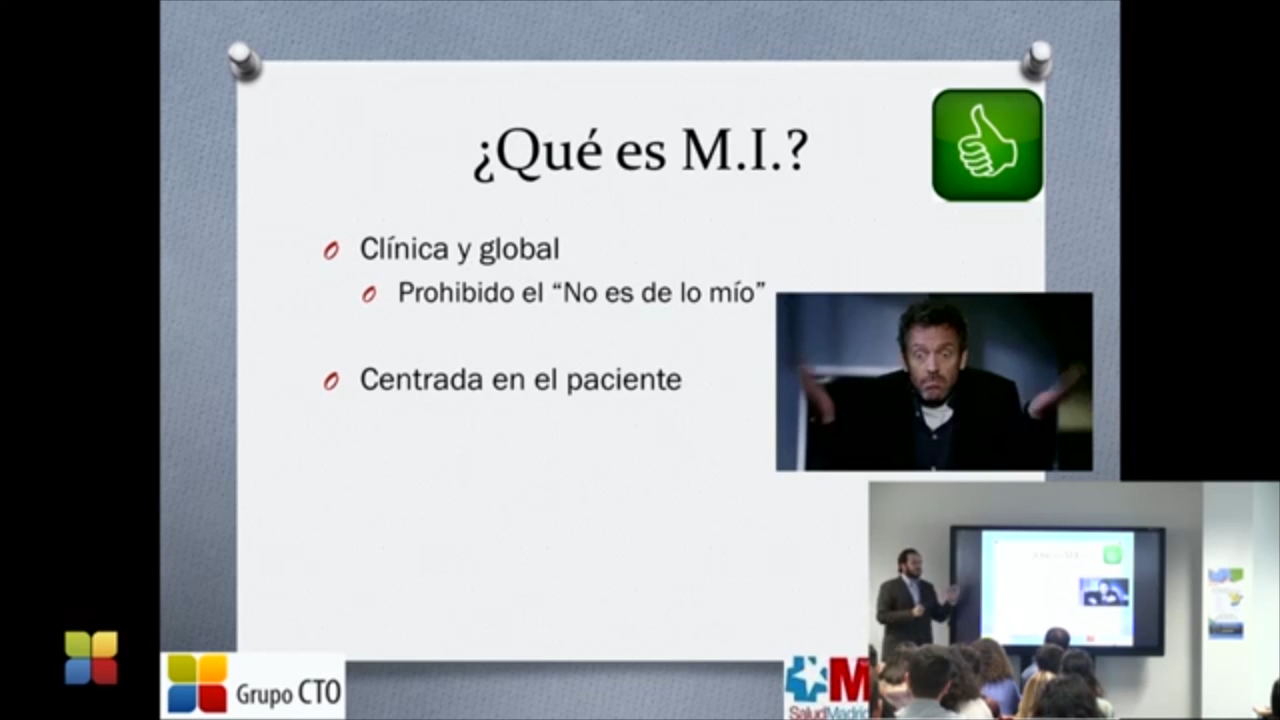 ¿Qué es M.I.?
Clínica y global
Prohibido el “No es de lo mío”
Centrada en el paciente
Grupo CTO
M
SaludMadrid